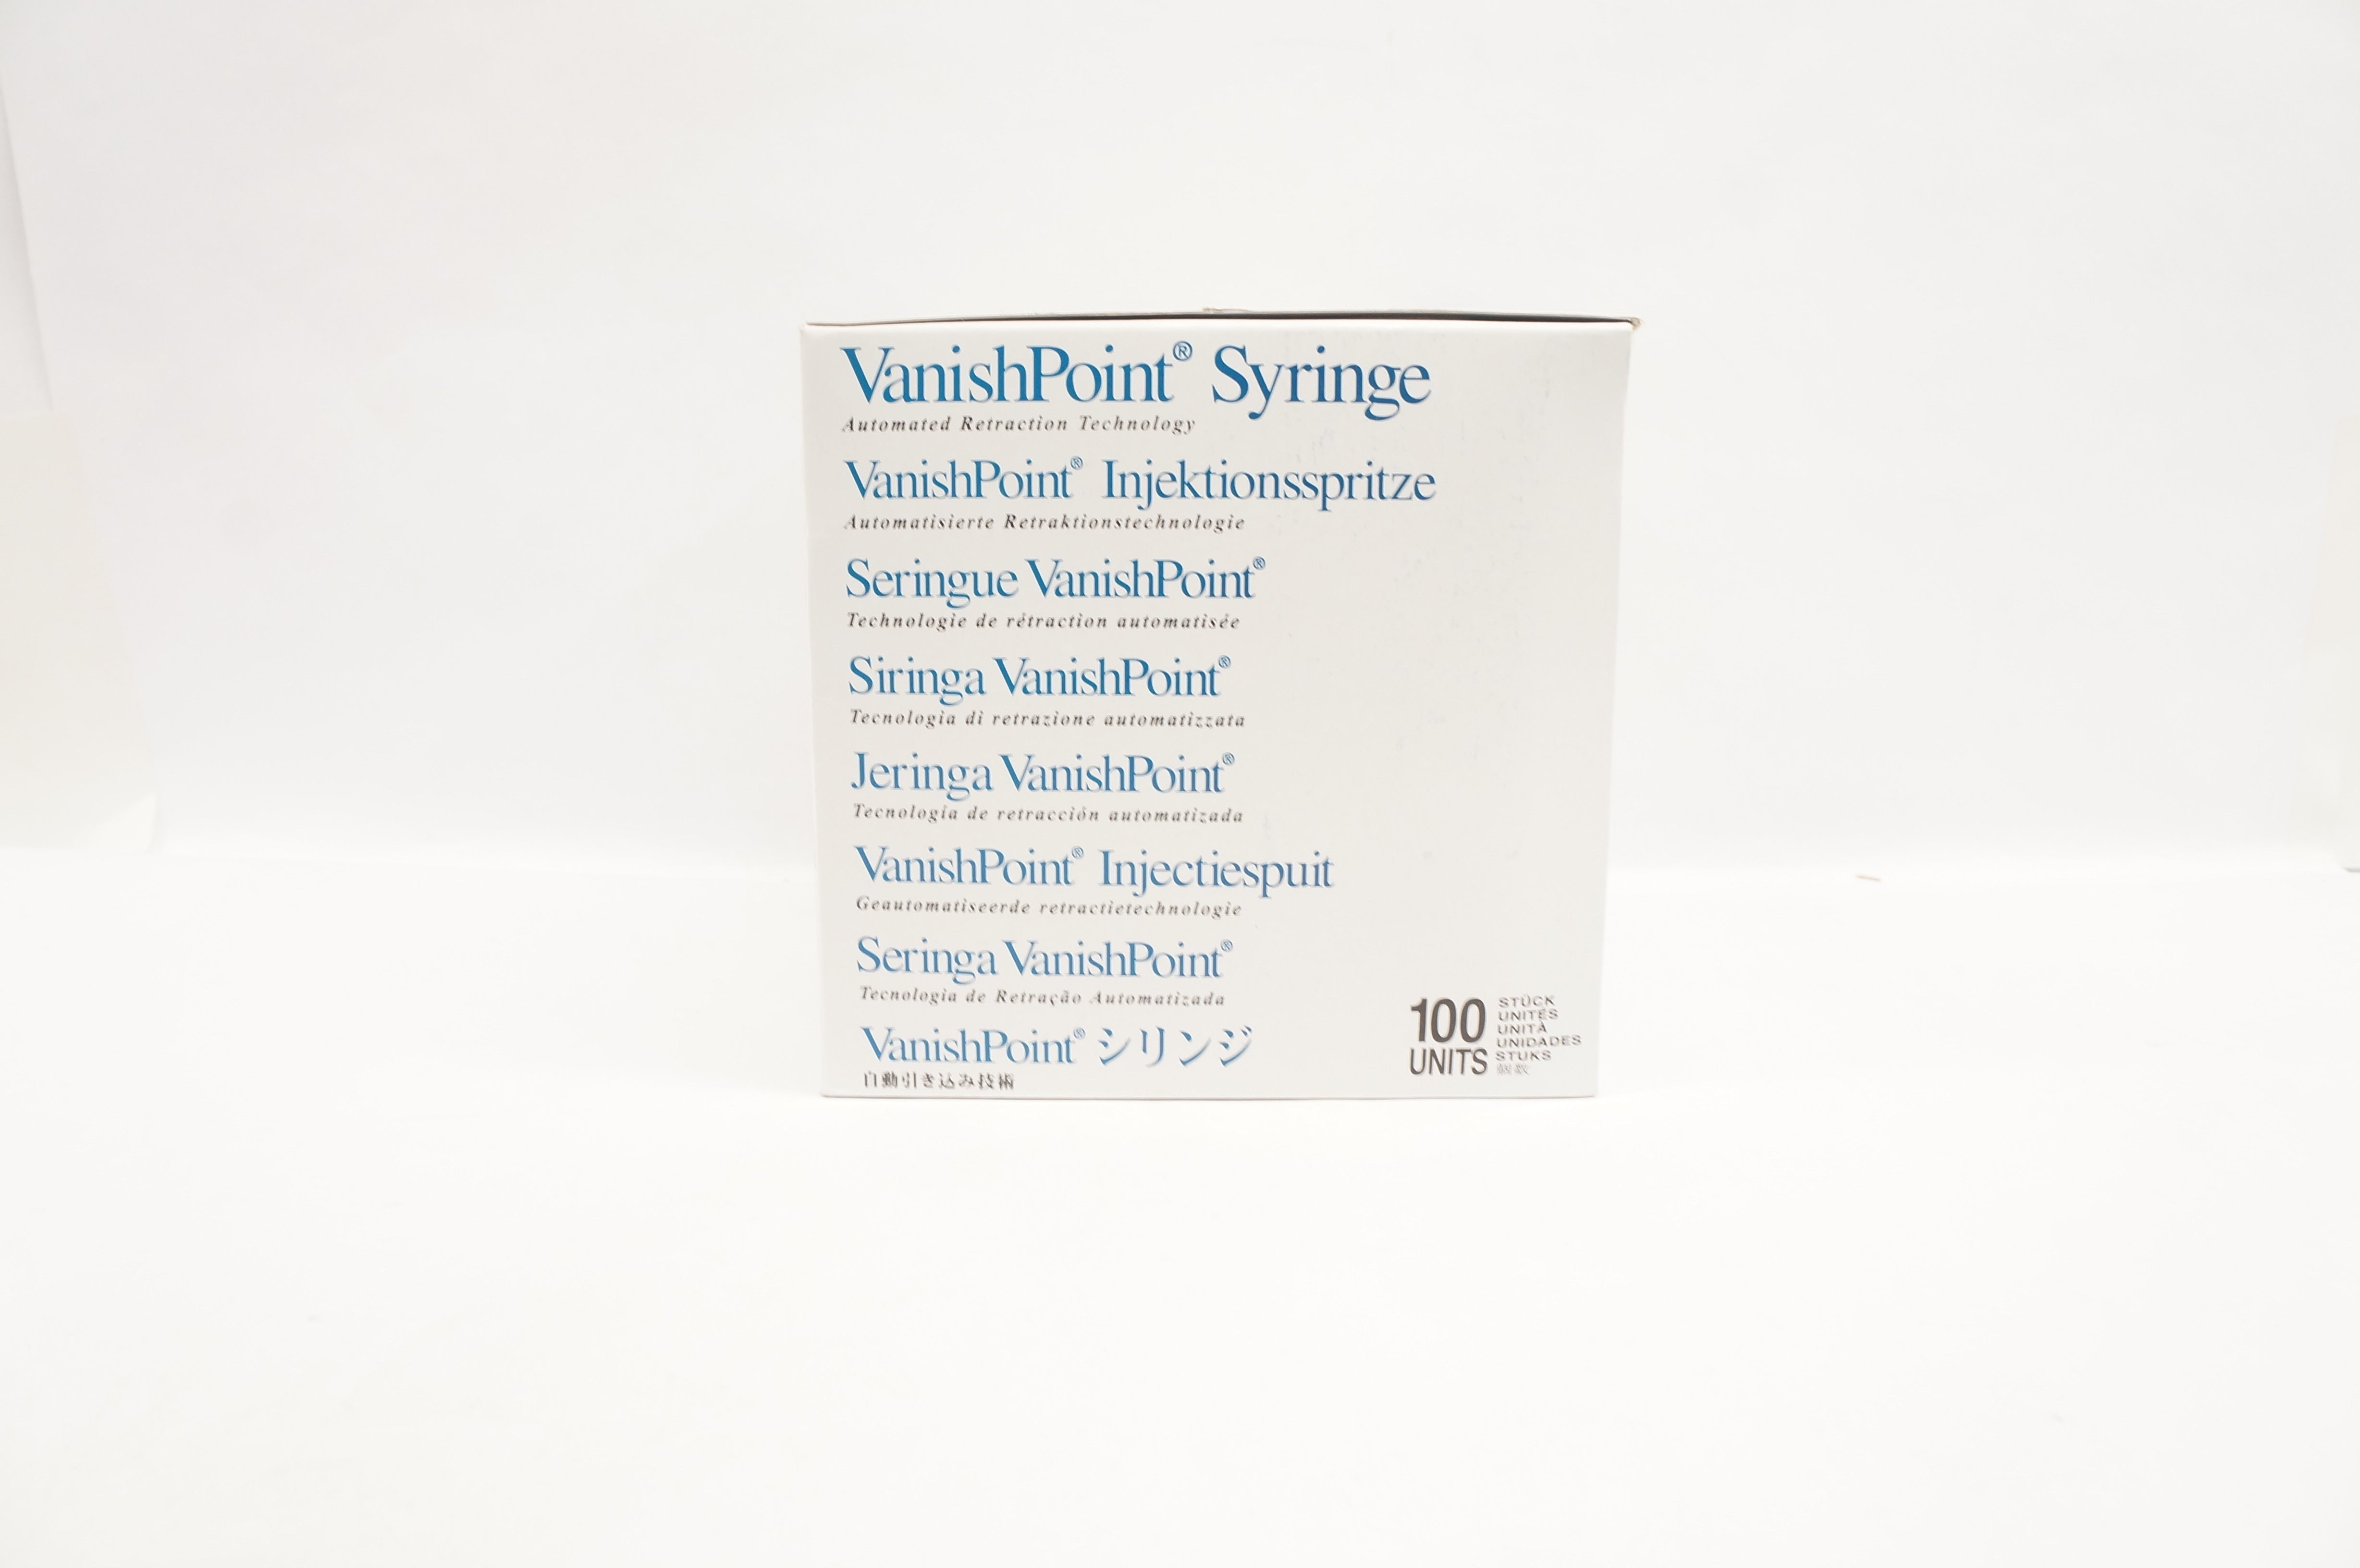 VanishPoint® Syringe
Automated Retraction Technology
VanishPoint® Injektionsspritze
Automatisierte Retraktionstechnologie
Seringue VanishPoint®
Technologie de rétraction automatisée
Siringa VanishPoint®
Tecnologia di retrazione automatizzata
Jeringa VanishPoint®
Tecnología de retracción automatizada
VanishPoint® Injectiespuit
Geautomatiseerde retractietechnologie
Seringa VanishPoint®
Tecnologia de Retração Automatizada
VanishPoint® シリンジ
自動引き込み技術
100
UNITS
STÜCK
UNITÉS
UNITÀ
UNIDADES
STUKS
個数